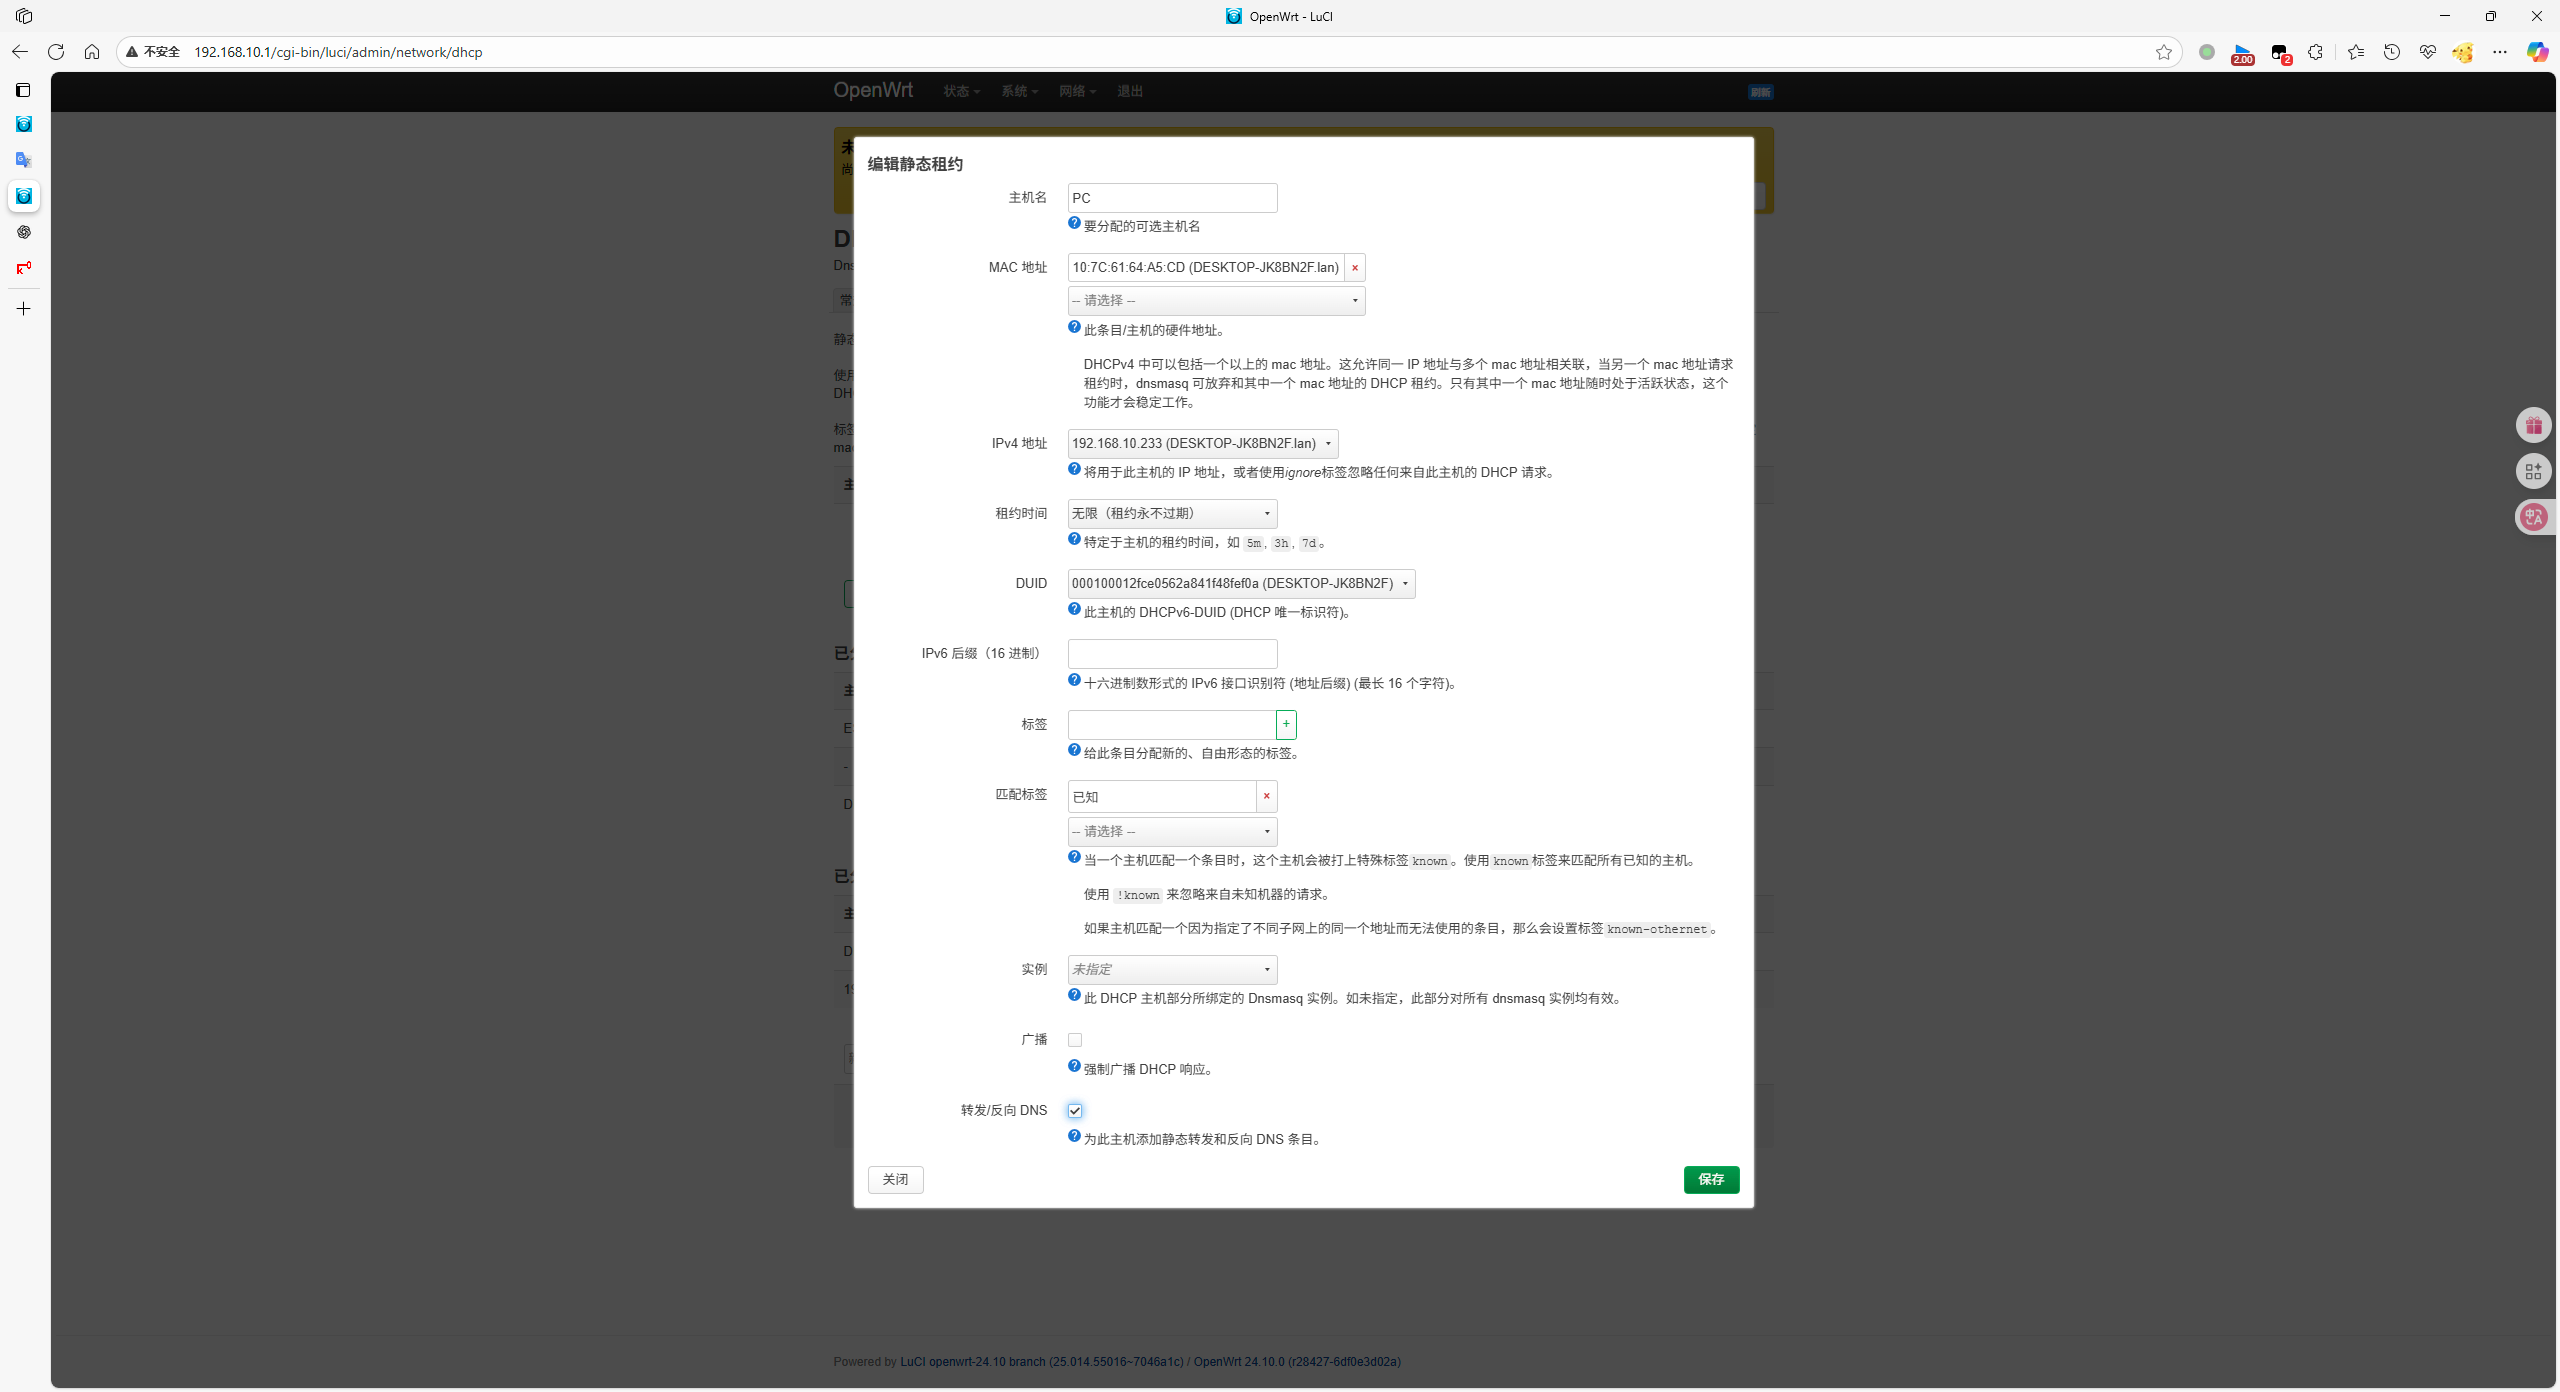 OpenWrt - LuCI
不安全 192.168.10.1/cgi-bin/luci/admin/network/dhcp
2.00
2
OpenWrt 状态 系统 网络 退出 刷新
编辑静态租约
主机名 PC
要分配的可选主机名
MAC 地址 10:7C:61:64:A5:CD (DESKTOP-JK8BN2F.lan) ×
-- 请选择 --
此条目/主机的硬件地址。
DHCPv4 中可以包括一个以上的 mac 地址。这允许同一 IP 地址与多个 mac 地址相关联，当另一个 mac 地址请求
租约时，dnsmasq 可放弃和其中一个 mac 地址的 DHCP 租约。只有其中一个 mac 地址随时处于活跃状态，这个
功能才会稳定工作。
IPv4 地址 192.168.10.233 (DESKTOP-JK8BN2F.lan)
将用于此主机的 IP 地址，或者使用ignore标签忽略任何来自此主机的 DHCP 请求。
租约时间 无限（租约永不过期）
特定于主机的租约时间，如 5m, 3h, 7d。
DUID 000100012fce0562a841f48fef0a (DESKTOP-JK8BN2F)
此主机的 DHCPv6-DUID (DHCP 唯一标识符)。
IPv6 后缀（16 进制）
十六进制数形式的 IPv6 接口识别符 (地址后缀) (最长 16 个字符)。
标签 +
给此条目分配新的、自由形态的标签。
匹配标签 已知 ×
-- 请选择 --
当一个主机匹配一个条目时，这个主机会被打上特殊标签known。使用known标签来匹配所有已知的主机。
使用 !known 来忽略来自未知机器的请求。
如果主机匹配一个因为指定了不同子网上的同一个地址而无法使用的条目，那么会设置标签known-othernet。
实例 未指定
此 DHCP 主机部分所绑定的 Dnsmasq 实例。如未指定，此部分对所有 dnsmasq 实例均有效。
广播
强制广播 DHCP 响应。
转发/反向 DNS
为此主机添加静态转发和反向 DNS 条目。
关闭 保存
Powered by LuCI openwrt-24.10 branch (25.014.55016~7046a1c) / OpenWrt 24.10.0 (r28427-6df0e3d02a)